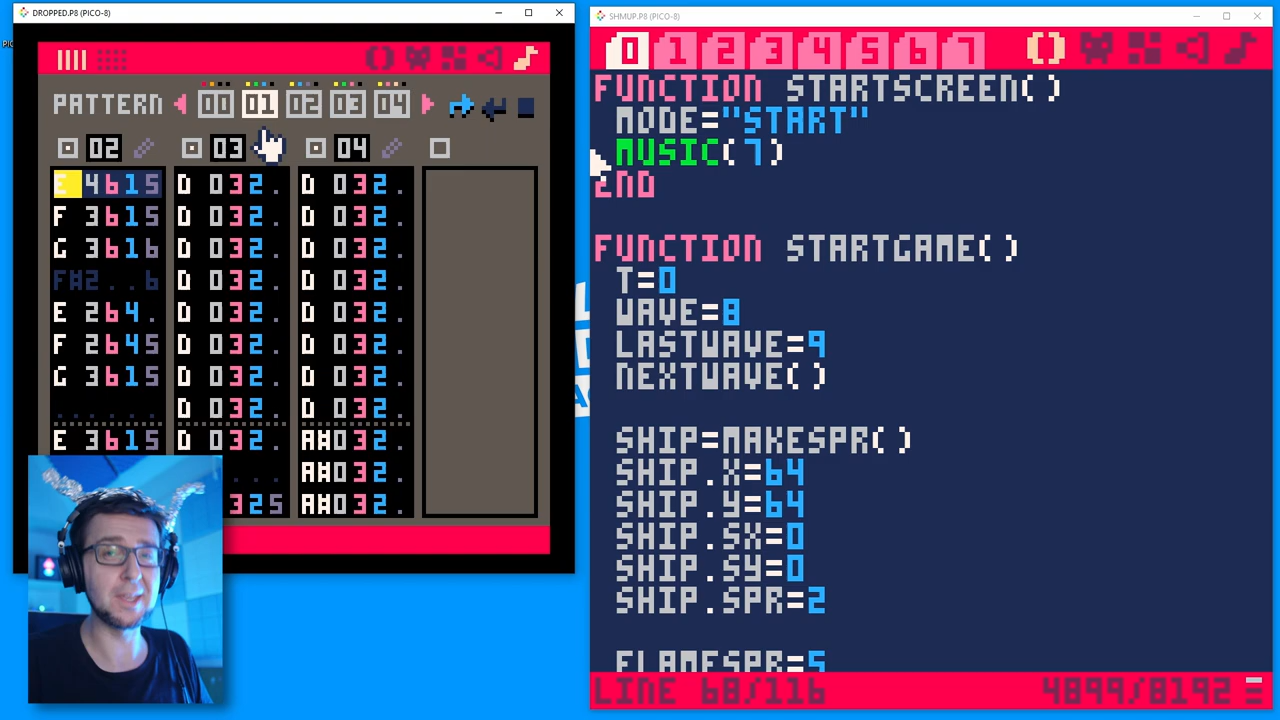 DROPPED.P8 (PICO-8)
PATTERN 00 01 02 03 04
02 03 04
E 4615 D 032. D 032.
F 3615 D 032. D 032.
G 3616 D 032. D 032.
F#2..6 D 032. D 032.
E 264. D 032. D 032.
F 2645 D 032. D 032.
G 3615 D 032. D 032.
...... D 032. D 032.
E 3615 D 032. A#032.
A#032.
325 A#032.
SHMUP.P8 (PICO-8)
0 1 2 3 4 5 6 7
FUNCTION STARTSCREEN()
MODE="START"
MUSIC(7)
END
FUNCTION STARTGAME()
T=0
WAVE=8
LASTWAVE=9
NEXTWAVE()
SHIP=MAKESPR()
SHIP.X=64
SHIP.Y=64
SHIP.SX=0
SHIP.SY=0
SHIP.SPR=2
FLAMESPR=5
LINE 68/116 4899/8192